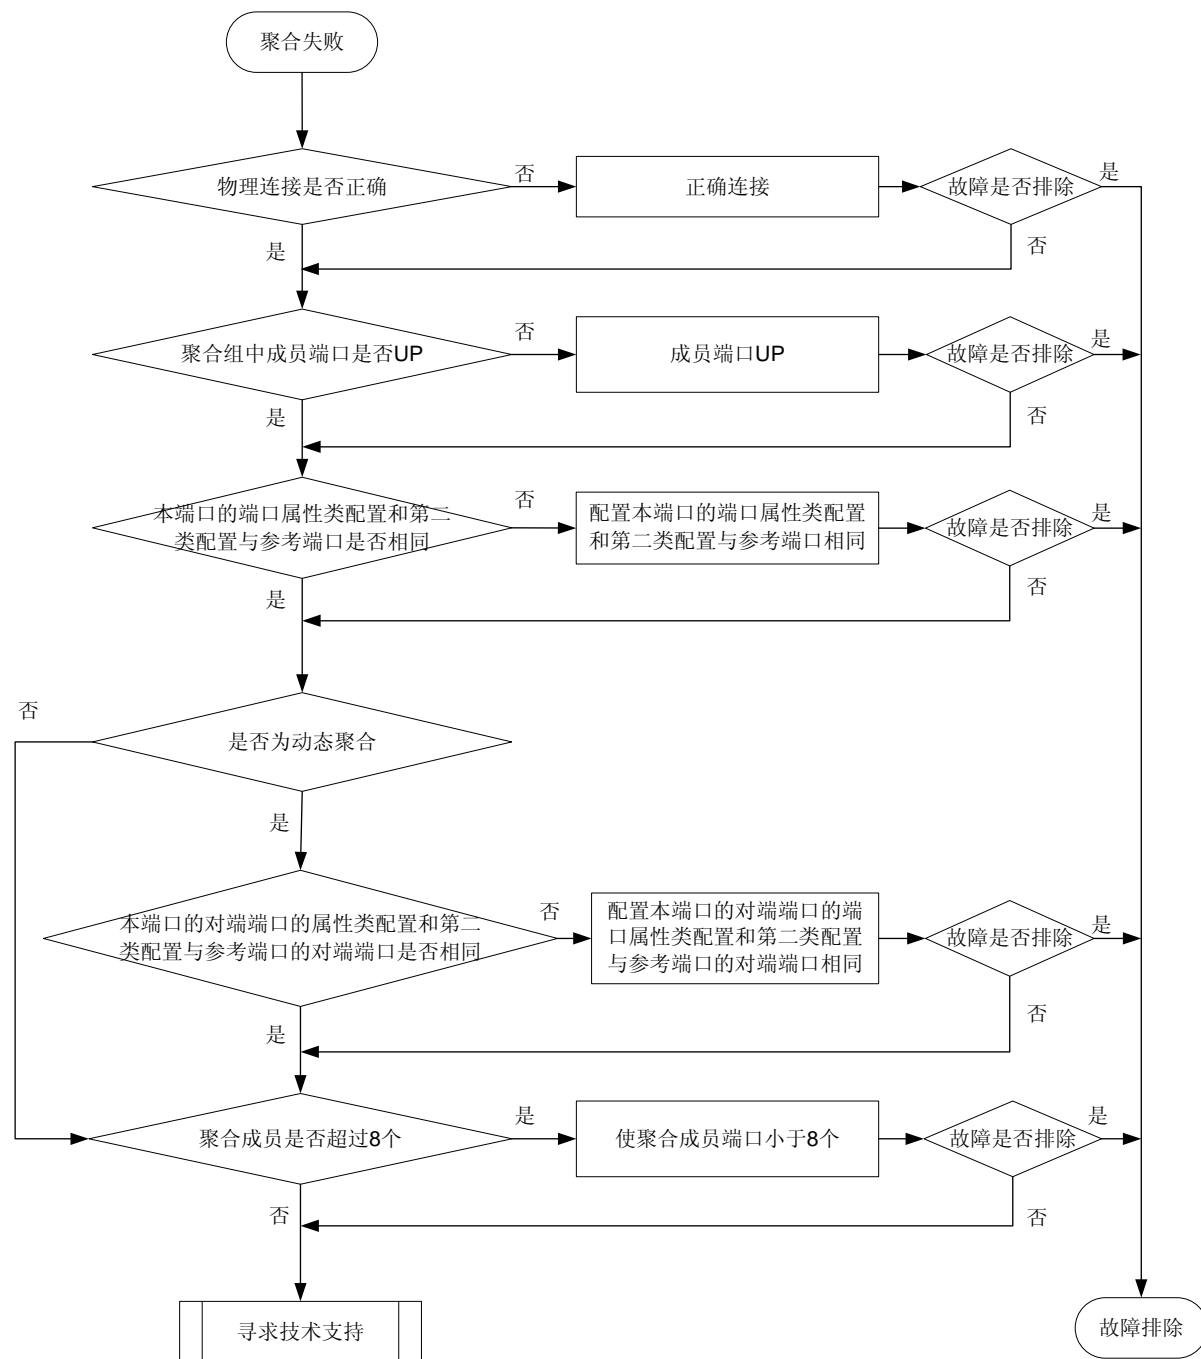 聚合失败
物理连接是否正确
否
正确连接
故障是否排除
是
是
否
聚合组中成员端口是否UP
否
成员端口UP
故障是否排除
是
是
否
本端口的端口属性类配置和第二
类配置与参考端口是否相同
否
配置本端口的端口属性类配置
和第二类配置与参考端口相同
故障是否排除
是
是
否
否
是否为动态聚合
是
本端口的对端端口的属性类配置和第二
类配置与参考端口的对端端口是否相同
否
配置本端口的对端端口的端
口属性类配置和第二类配置
与参考端口的对端端口相同
故障是否排除
是
是
否
聚合成员是否超过8个
是
使聚合成员端口小于8个
故障是否排除
是
否
否
寻求技术支持
故障排除